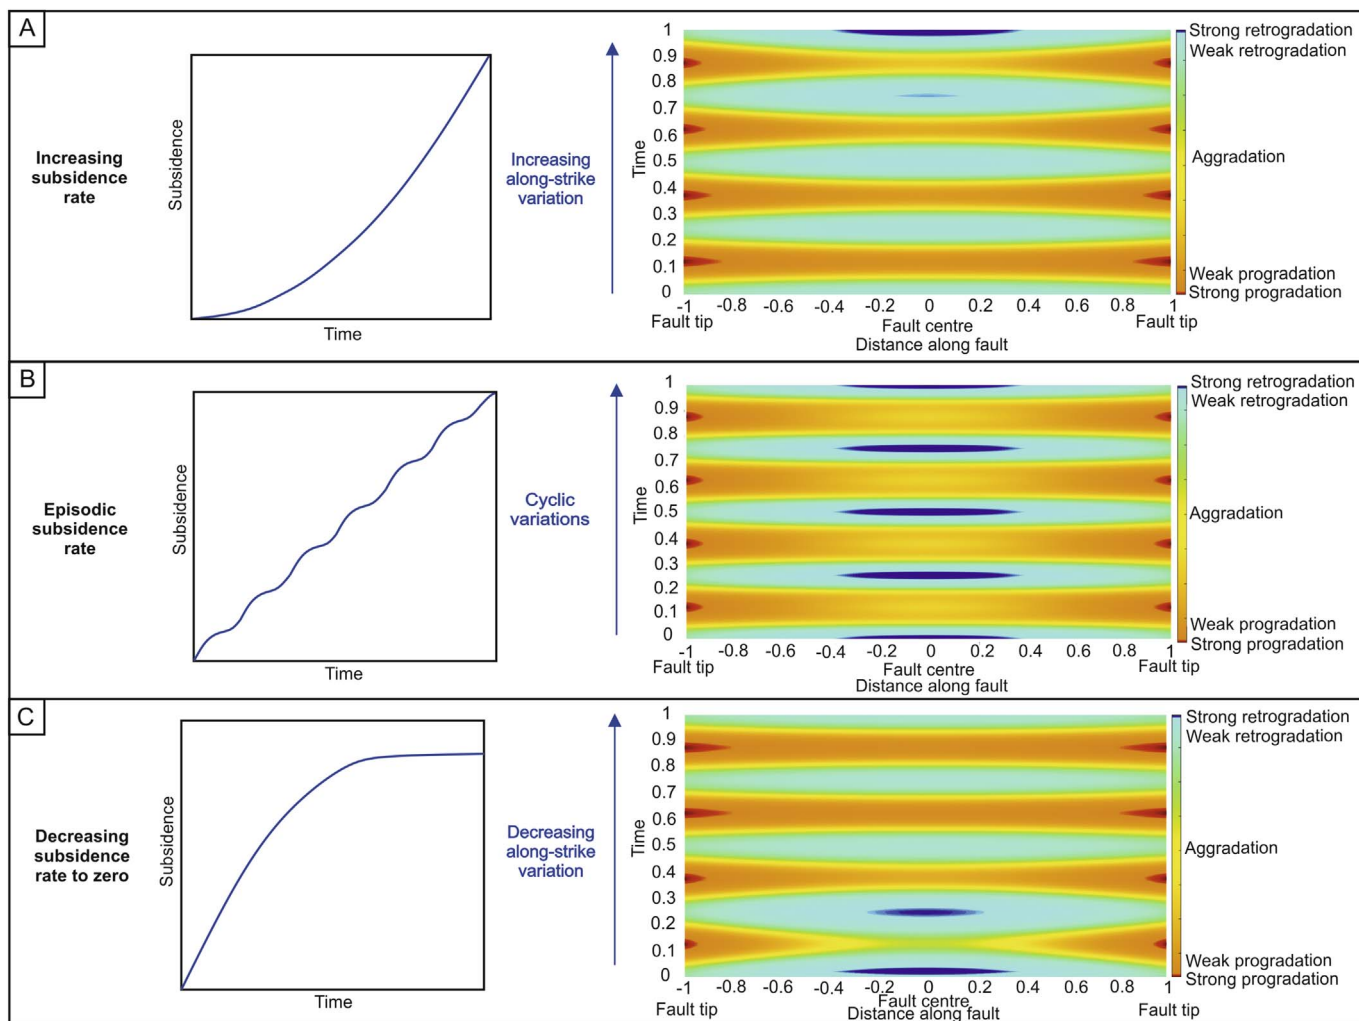 A
Increasing
subsidence
rate
Subsidence
Time
Increasing
along-strike
variation
Time
1
0.9
0.8
0.7
0.6
0.5
0.4
0.3
0.2
0.1
0
-1 -0.8 -0.6 -0.4 -0.2 0 0.2 0.4 0.6 0.8 1
Fault tip Fault centre Fault tip
Distance along fault
Strong retrogradation
Weak retrogradation
Aggradation
Weak progradation
Strong progradation
B
Episodic
subsidence
rate
Subsidence
Time
Cyclic
variations
Time
1
0.9
0.8
0.7
0.6
0.5
0.4
0.3
0.2
0.1
0
-1 -0.8 -0.6 -0.4 -0.2 0 0.2 0.4 0.6 0.8 1
Fault tip Fault centre Fault tip
Distance along fault
Strong retrogradation
Weak retrogradation
Aggradation
Weak progradation
Strong progradation
C
Decreasing
subsidence
rate to zero
Subsidence
Time
Decreasing
along-strike
variation
Time
1
0.9
0.8
0.7
0.6
0.5
0.4
0.3
0.2
0.1
0
-1 -0.8 -0.6 -0.4 -0.2 0 0.2 0.4 0.6 0.8 1
Fault tip Fault centre Fault tip
Distance along fault
Strong retrogradation
Weak retrogradation
Aggradation
Weak progradation
Strong progradation